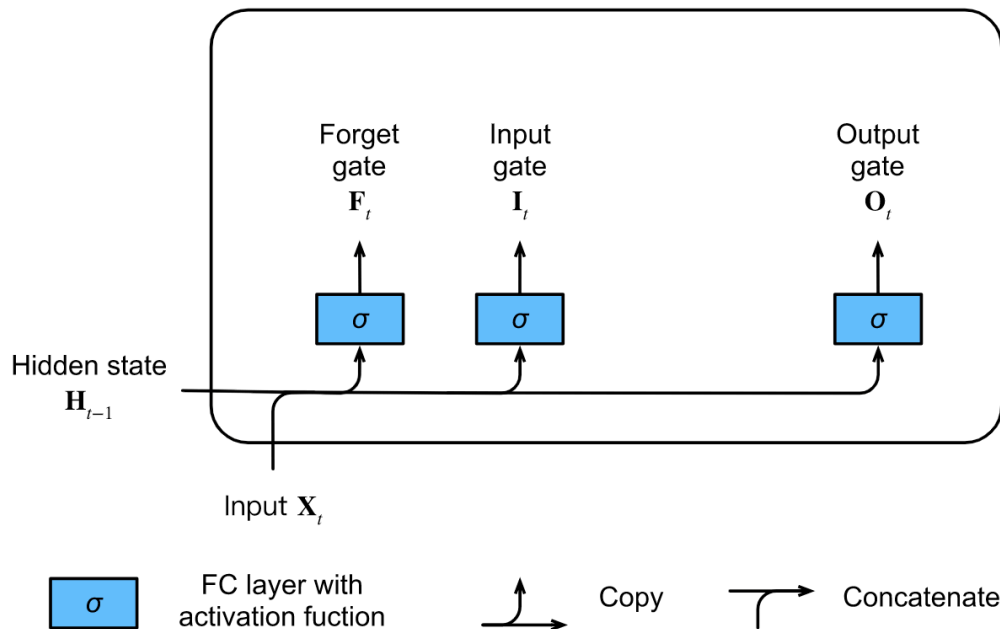 Forget gate
F_t
Input gate
I_t
Output gate
O_t
σ
σ
σ
Hidden state
H_{t-1}
Input X_t
σ
FC layer with
activation fuction
Copy
Concatenate